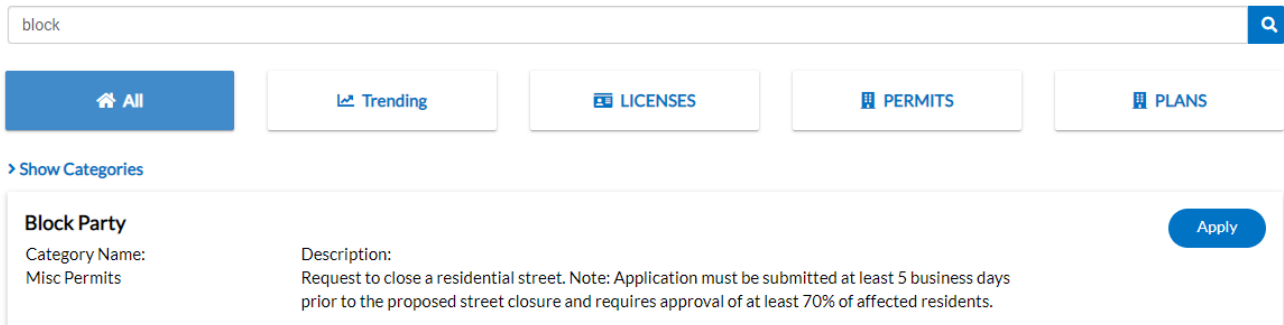 block
All
Trending
LICENSES
PERMITS
PLANS
Show Categories
Block Party
Apply
Category Name:
Misc Permits
Description:
Request to close a residential street. Note: Application must be submitted at least 5 business days
prior to the proposed street closure and requires approval of at least 70% of affected residents.